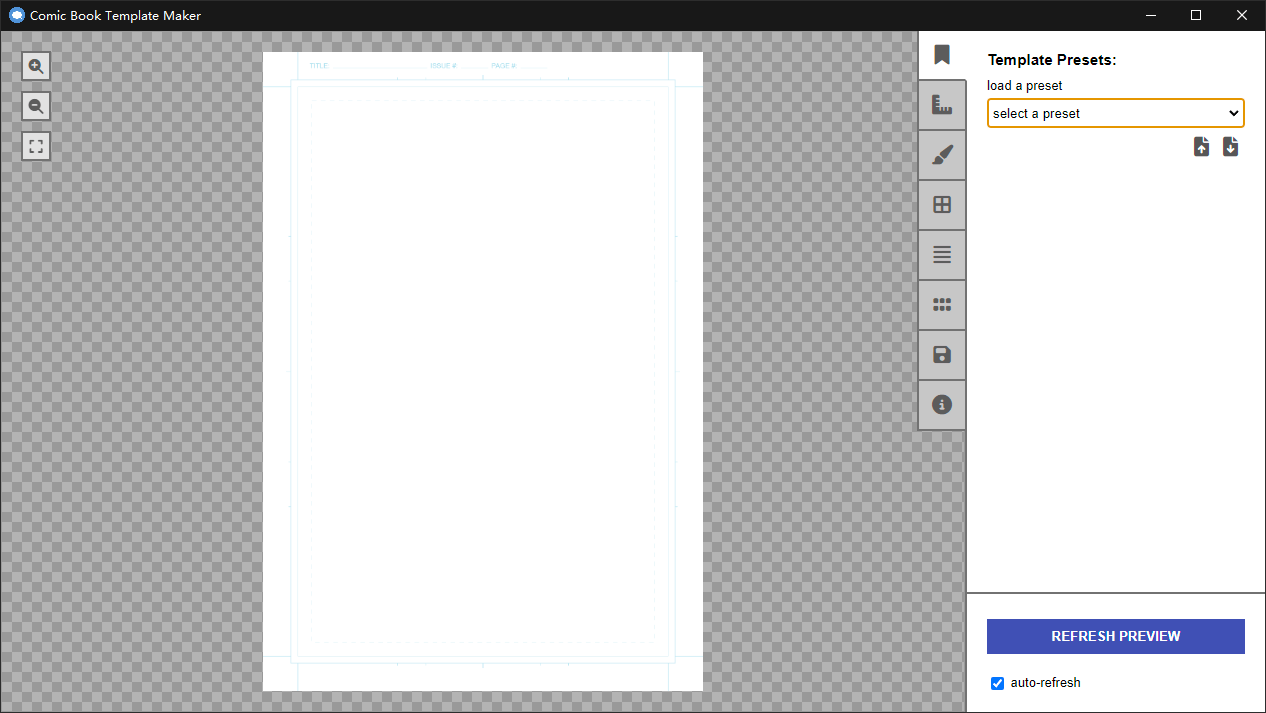 Comic Book Template Maker
TITLE: ISSUE #: PAGE #:
Template Presets:
load a preset
select a preset
REFRESH PREVIEW
auto-refresh